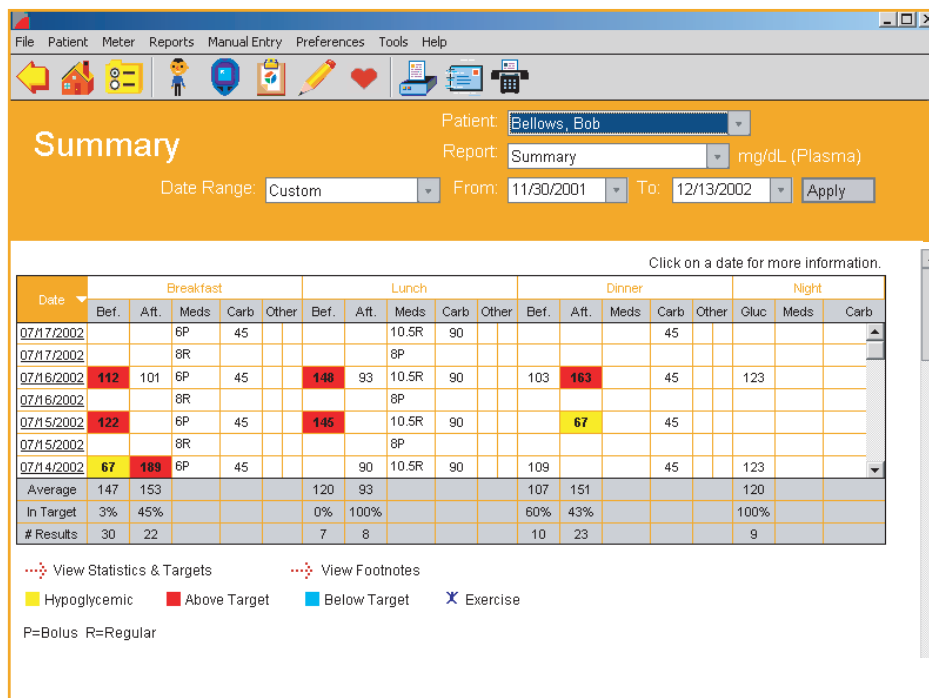 File Patient Meter Reports Manual Entry Preferences Tools Help
Summary
Patient: Bellows, Bob
Report: Summary mg/dL (Plasma)
Date Range: Custom From: 11/30/2001 To: 12/13/2002 Apply
Click on a date for more information.
Date Breakfast Lunch Dinner Night
Bef. Aft. Meds Carb Other Bef. Aft. Meds Carb Other Bef. Aft. Meds Carb Other Gluc Meds Carb
07/17/2002 6P 45 10.5R 90 45
07/17/2002 8R 8P
07/16/2002 112 101 6P 45 148 93 10.5R 90 103 163 45 123
07/16/2002 8R 8P
07/15/2002 122 6P 45 145 10.5R 90 67 45
07/15/2002 8R 8P
07/14/2002 67 189 6P 45 90 10.5R 90 109 45 123
Average 147 153 120 93 107 151 120
In Target 3% 45% 0% 100% 60% 43% 100%
# Results 30 22 7 8 10 23 9
View Statistics & Targets View Footnotes
Hypoglycemic Above Target Below Target Exercise
P=Bolus R=Regular